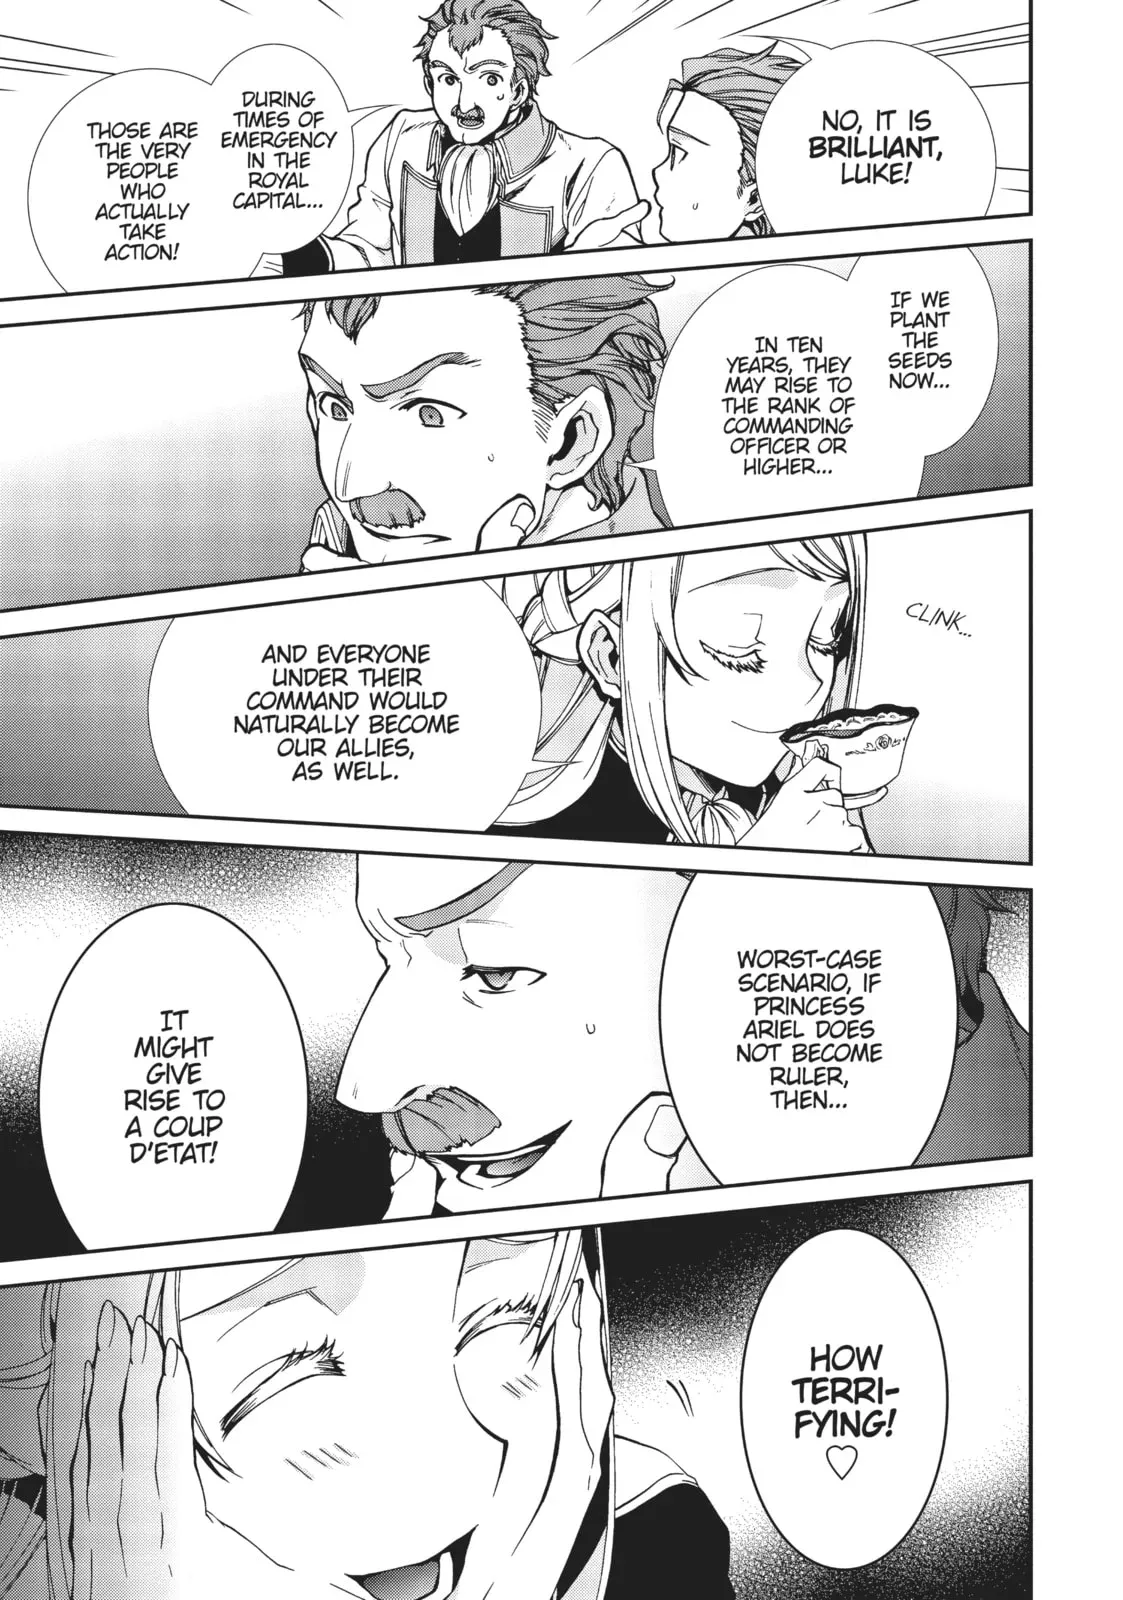 NO, IT IS
BRILLIANT,
LUKE!
DURING
TIMES OF
EMERGENCY
IN THE
ROYAL
CAPITAL...
THOSE ARE
THE VERY
PEOPLE
WHO
ACTUALLY
TAKE
ACTION!
IF WE
PLANT
THE
SEEDS
NOW...
IN TEN
YEARS, THEY
MAY RISE TO
THE RANK OF
COMMANDING
OFFICER OR
HIGHER...
CLINK...
AND EVERYONE
UNDER THEIR
COMMAND WOULD
NATURALLY BECOME
OUR ALLIES,
AS WELL.
WORST-CASE
SCENARIO, IF
PRINCESS
ARIEL DOES
NOT BECOME
RULER,
THEN...
IT
MIGHT
GIVE
RISE TO
A COUP
D'ETAT!
HOW
TERRI-
FYING!
♡